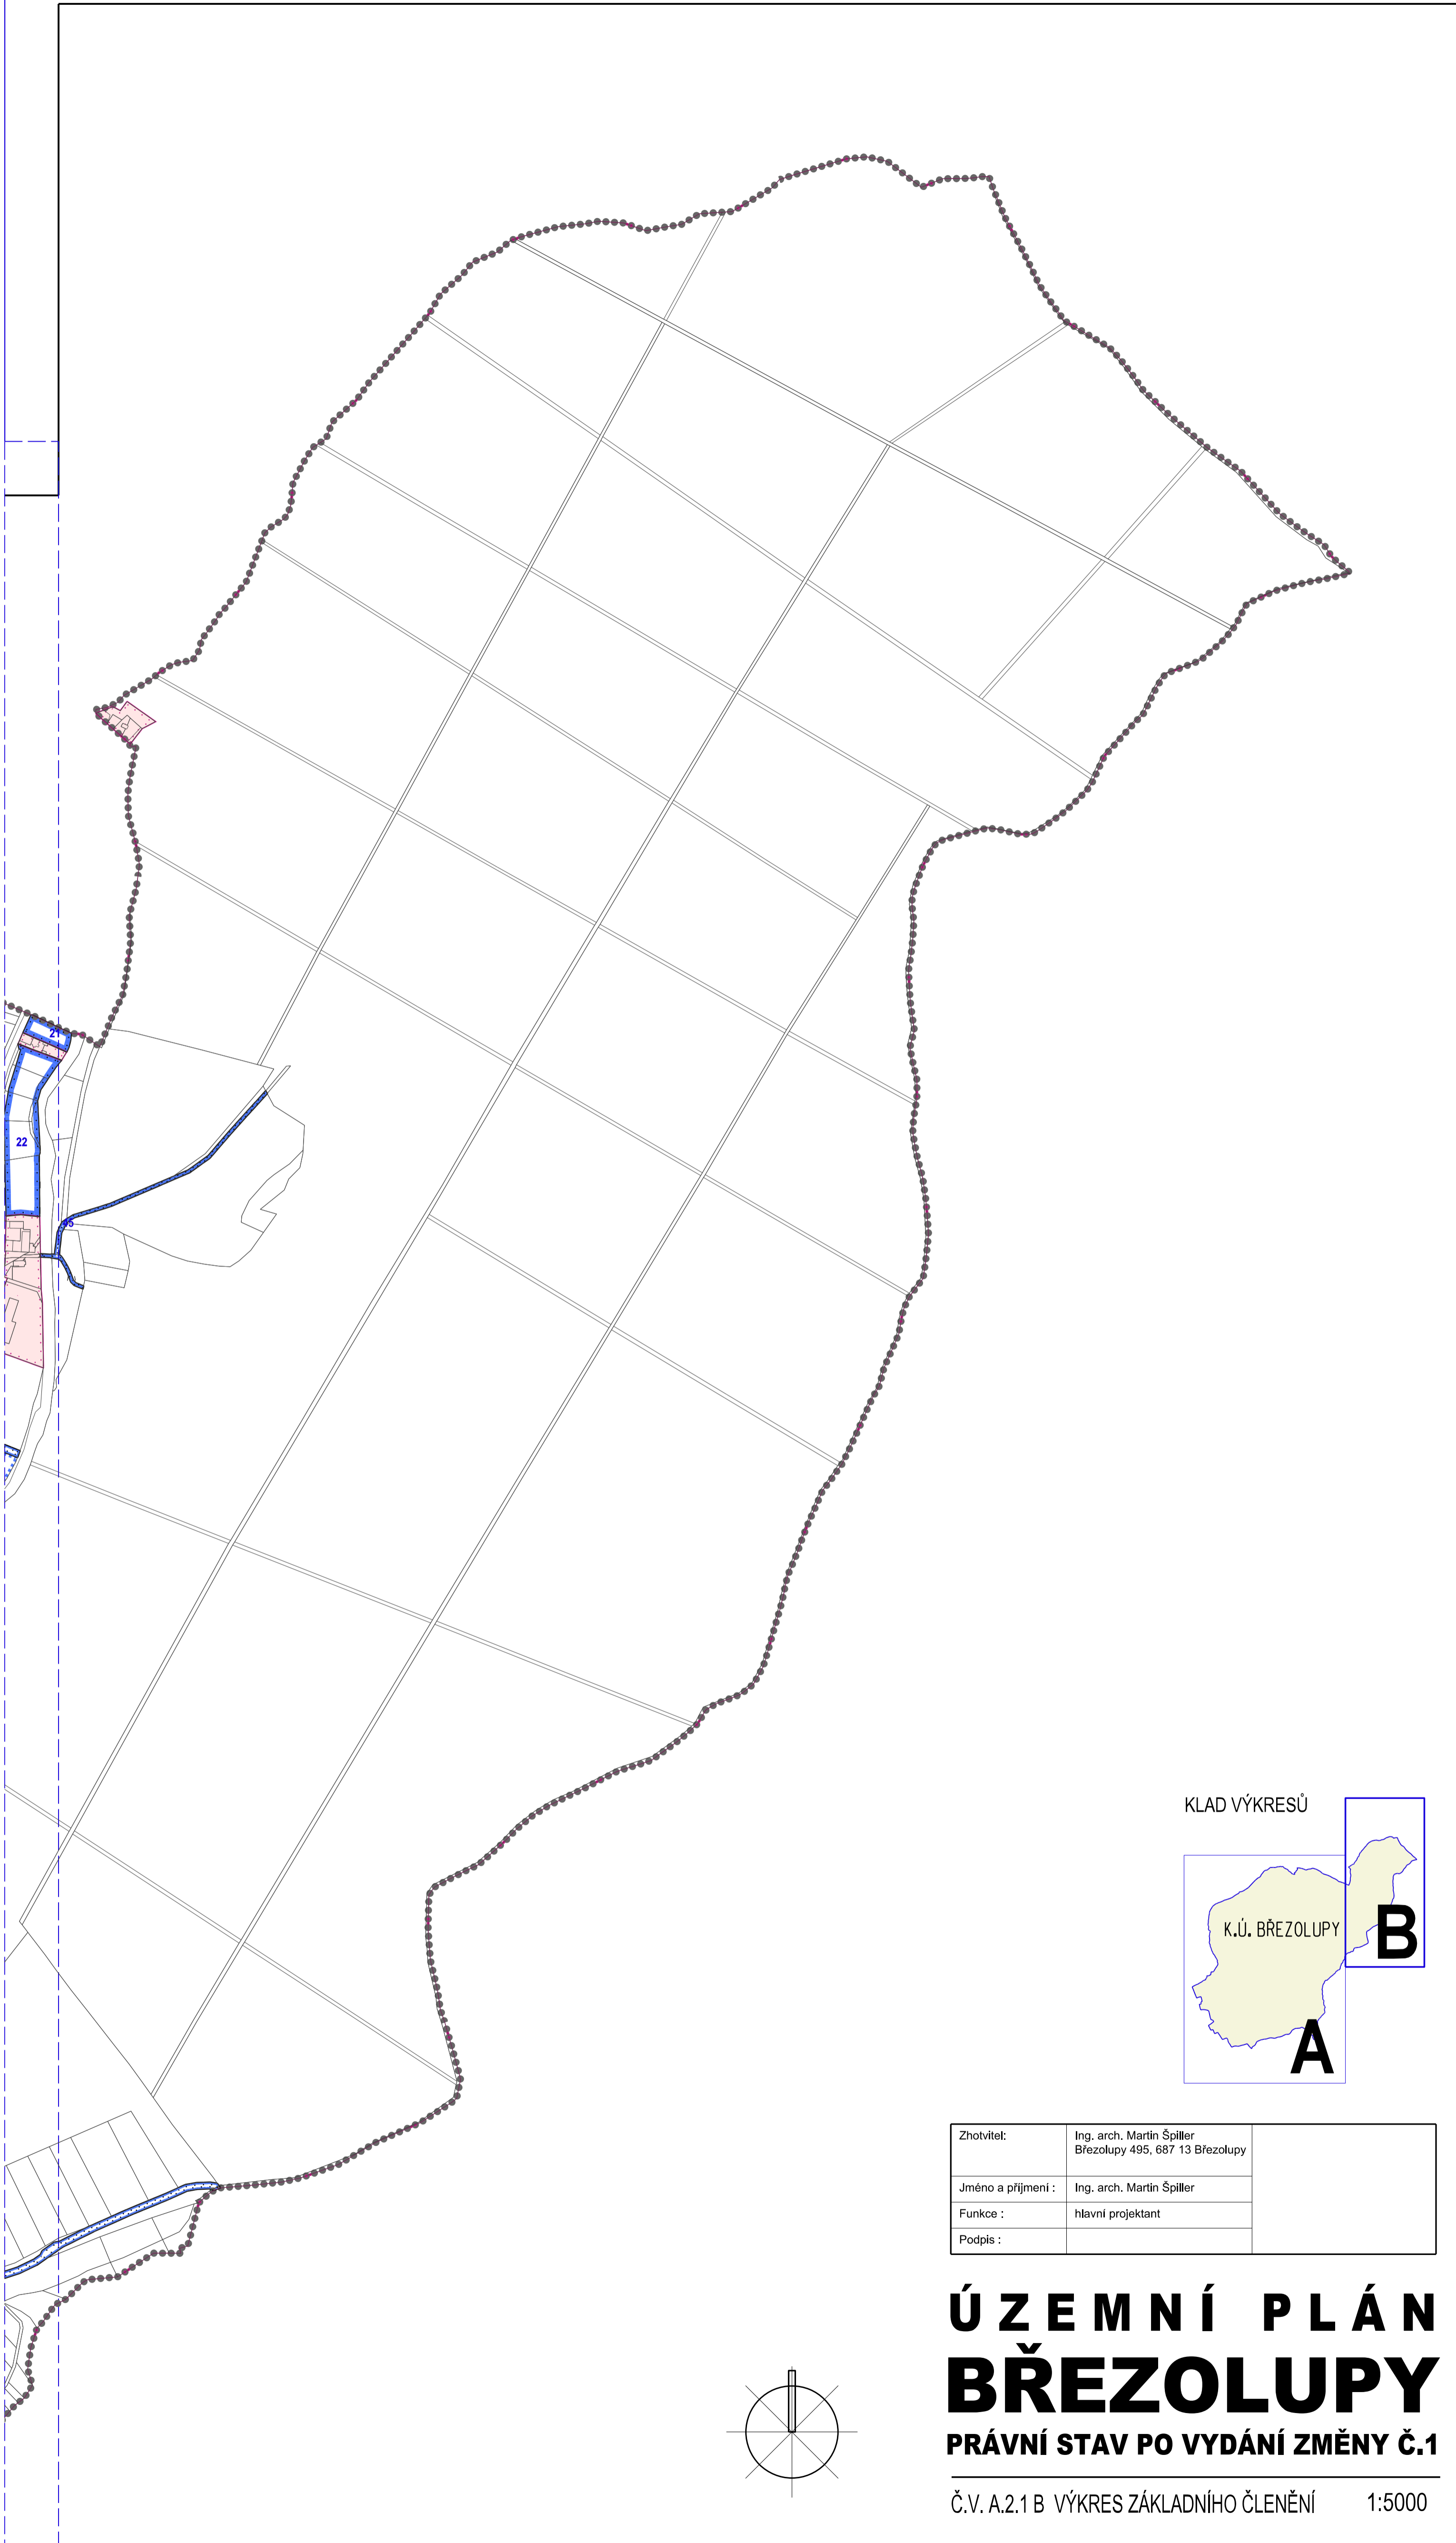 21
22
45
KLAD VÝKRESŮ
K.Ú. BŘEZOLUPY
B
A
Zhotvitel:
Ing. arch. Martin Špiller
Březolupy 495, 687 13 Březolupy
Jméno a příjmení :
Ing. arch. Martin Špiller
Funkce :
hlavní projektant
Podpis :
ÚZEMNÍ PLÁN
BŘEZOLUPY
PRÁVNÍ STAV PO VYDÁNÍ ZMĚNY Č.1
Č.V. A.2.1 B VÝKRES ZÁKLADNÍHO ČLENĚNÍ 1:5000